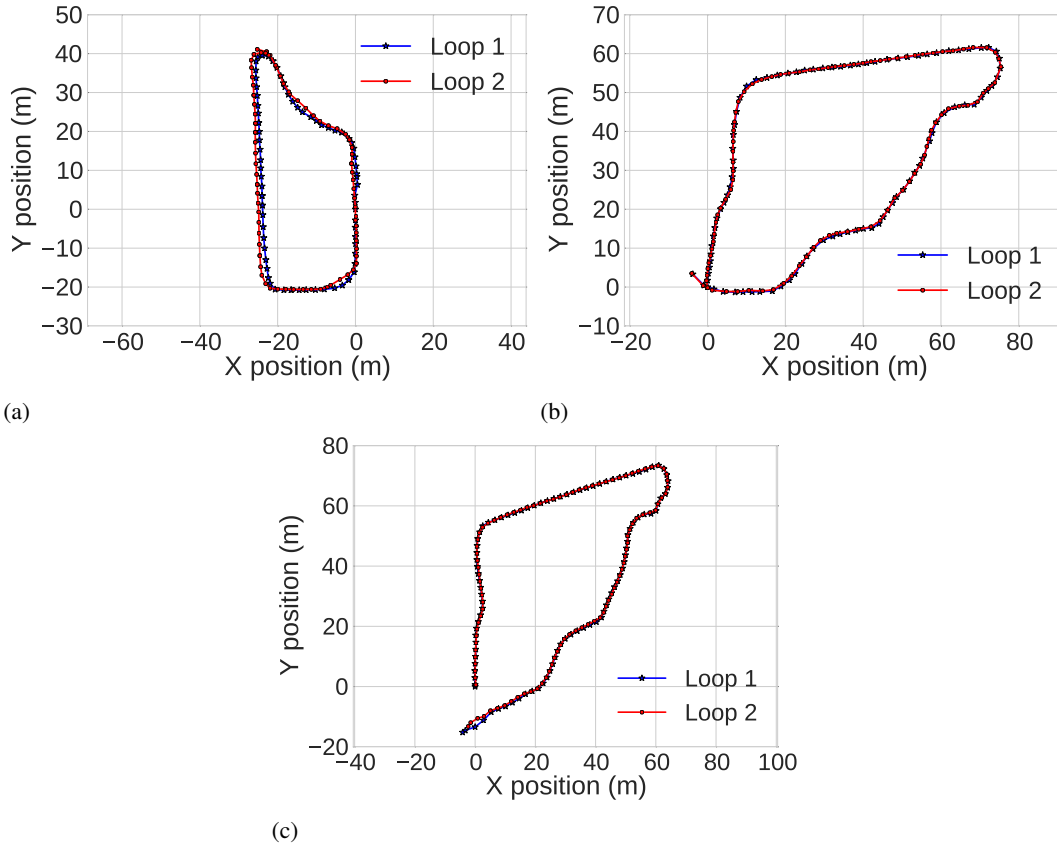 50
40
30
20
10
0
−10
−20
−30
Y position (m)
−60 −40 −20 0 20 40
X position (m)
Loop 1
Loop 2
(a)
70
60
50
40
30
20
10
0
−10
Y position (m)
−20 0 20 40 60 80
X position (m)
Loop 1
Loop 2
(b)
80
60
40
20
0
−20
Y position (m)
−40 −20 0 20 40 60 80 100
X position (m)
Loop 1
Loop 2
(c)